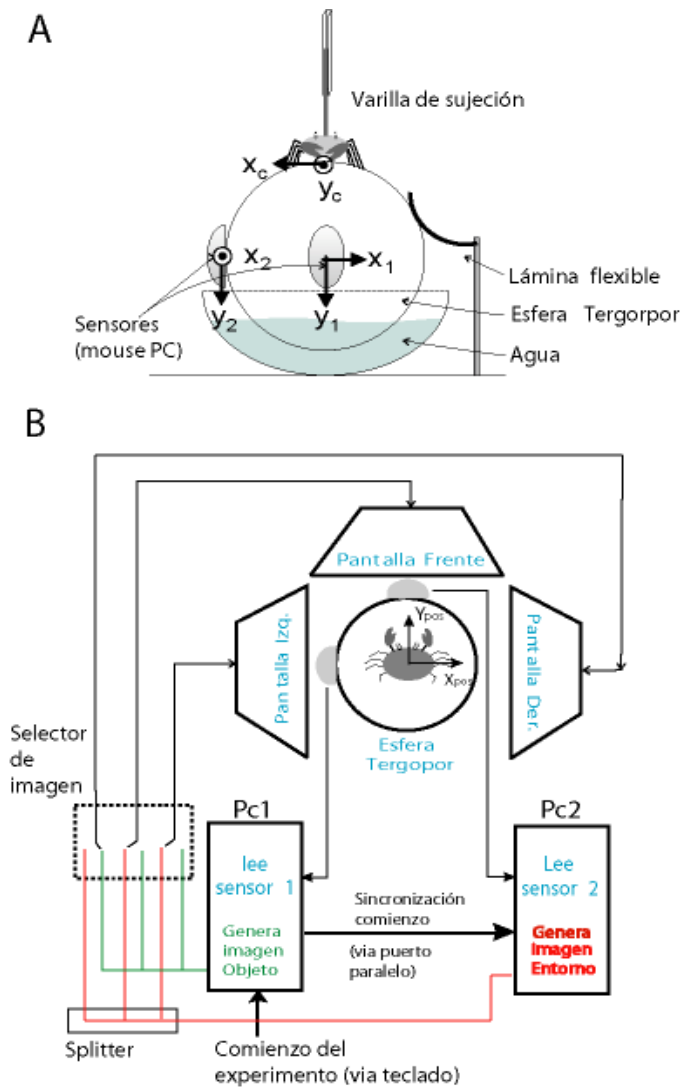 A
Varilla de sujeción
xc
yc
x2
x1
y2
y1
Sensores
(mouse PC)
Lámina flexible
Esfera Tergorpor
Agua
B
Pantalla Frente
Pantalla Izq.
Ypos
Xpos
Pantalla Der.
Esfera
Tergopor
Selector
de
imagen
Pc1
Pc2
lee
sensor 1
Genera
imagen
Objeto
Sincronización
comienzo
(via puerto
paralelo)
Lee
sensor 2
Genera
Imagen
Entorno
Splitter
Comienzo del
experimento (via teclado)